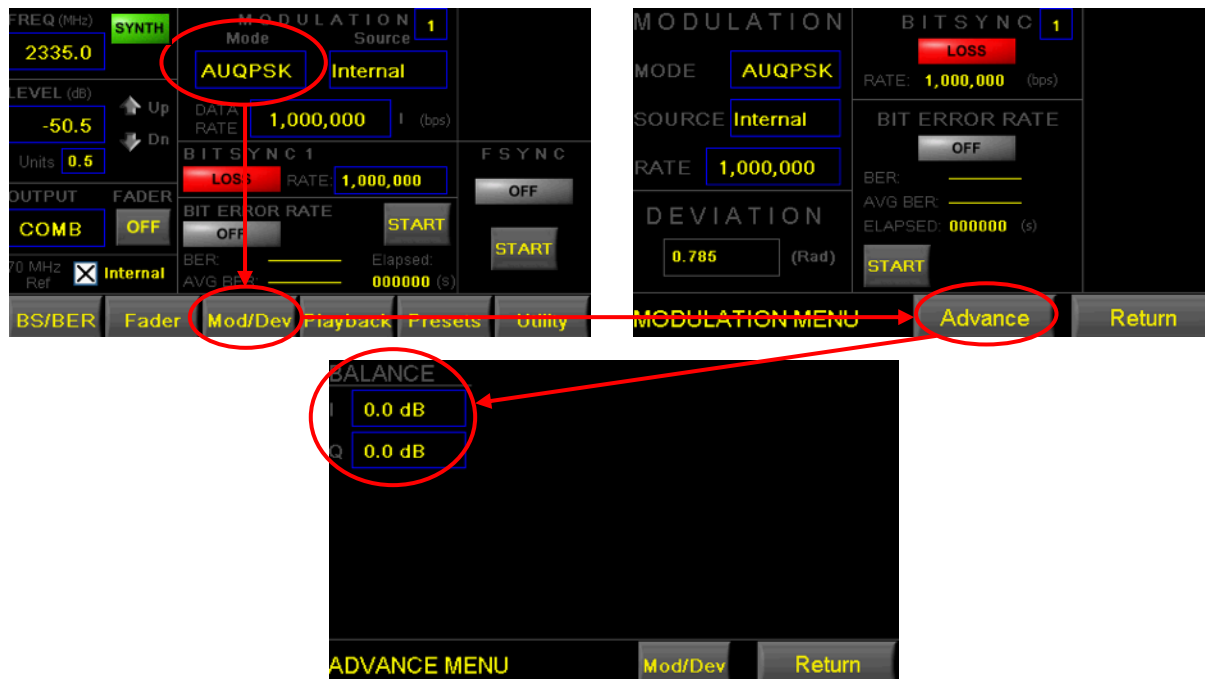 FREQ (MHz) SYNTH
2335.0
LEVEL (dB)
-50.5
Up
Dn
Units 0.5
OUTPUT FADER
COMB OFF
70 MHz Ref Internal
MODULATION 1
Mode Source
AUQPSK Internal
DATA RATE 1,000,000 I (bps)
BITSYNC 1
LOSS RATE: 1,000,000
BIT ERROR RATE
OFF START
BER: Elapsed:
AVG BER: 000000 (s)
FSYNC
OFF
START
BS/BER Fader Mod/Dev Playback Presets Utility
MODULATION
MODE AUQPSK
SOURCE Internal
RATE 1,000,000
DEVIATION
0.785 (Rad)
BITSYNC 1
LOSS
RATE: 1,000,000 (bps)
BIT ERROR RATE
OFF
BER:
AVG BER:
ELAPSED: 000000 (s)
START
MODULATION MENU Advance Return
BALANCE
I 0.0 dB
Q 0.0 dB
ADVANCE MENU Mod/Dev Return